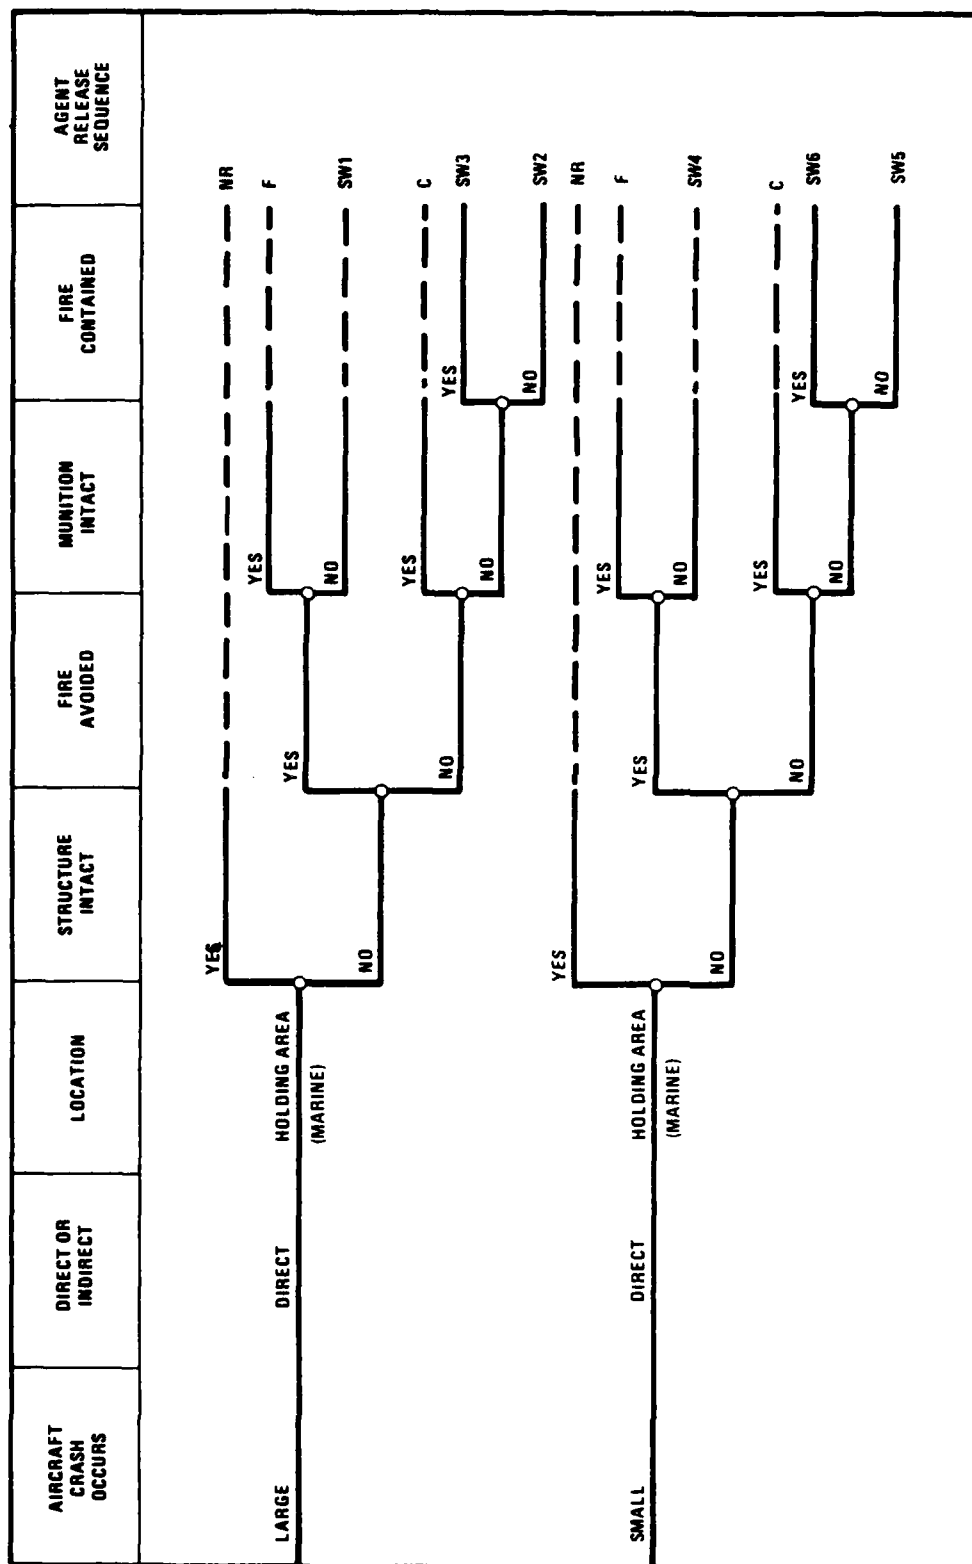 AIRCRAFT
CRASH
OCCURS
DIRECT OR
INDIRECT
LOCATION
STRUCTURE
INTACT
FIRE
AVOIDED
MUNITION
INTACT
FIRE
CONTAINED
AGENT
RELEASE
SEQUENCE
LARGE
DIRECT
HOLDING AREA
(MARINE)
YES
NR
NO
YES
YES
F
NO
SW1
NO
YES
C
NO
YES
SW3
NO
SW2
SMALL
DIRECT
HOLDING AREA
(MARINE)
YES
NR
NO
YES
YES
F
NO
SW4
NO
YES
C
NO
YES
SW6
NO
SW5